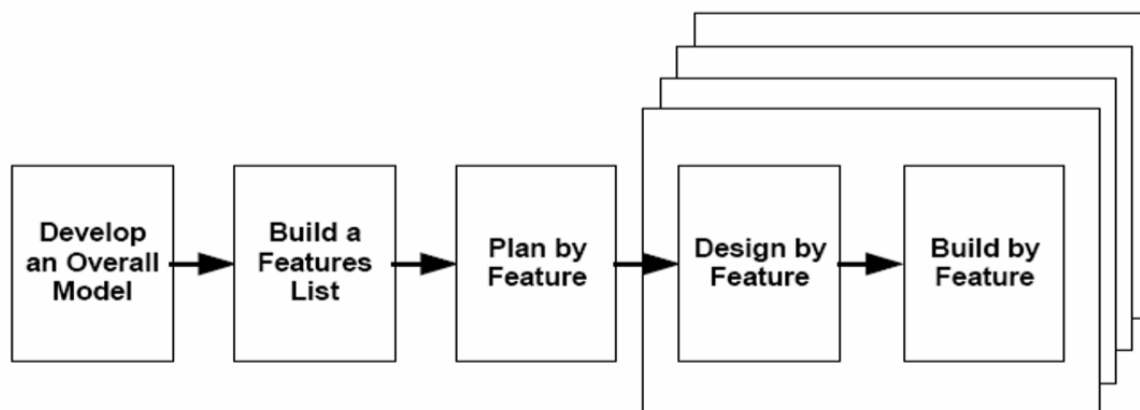 Develop
an Overall
Model
Build a
Features
List
Plan by
Feature
Design by
Feature
Build by
Feature